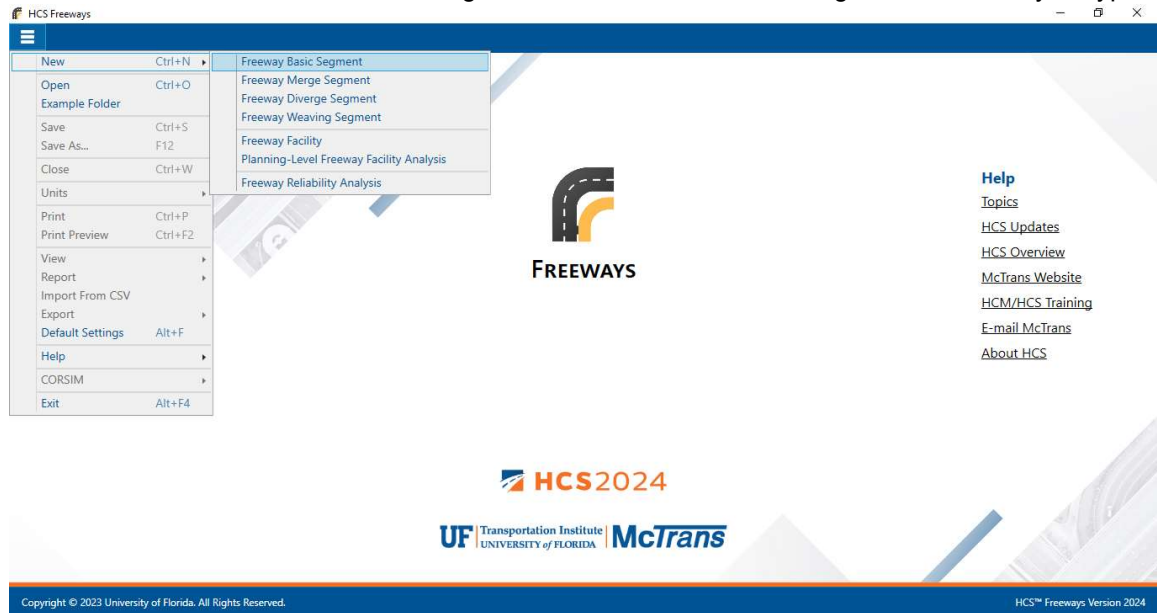 HCS Freeways
New Ctrl+N
Open Ctrl+O
Example Folder
Save Ctrl+S
Save As... F12
Close Ctrl+W
Units
Print Ctrl+P
Print Preview Ctrl+F2
View
Report
Import From CSV
Export
Default Settings Alt+F
Help
CORSIM
Exit Alt+F4
Freeway Basic Segment
Freeway Merge Segment
Freeway Diverge Segment
Freeway Weaving Segment
Freeway Facility
Planning-Level Freeway Facility Analysis
Freeway Reliability Analysis
FREEWAYS
Help
Topics
HCS Updates
HCS Overview
McTrans Website
HCM/HCS Training
E-mail McTrans
About HCS
HCS2024
UF Transportation Institute
UNIVERSITY of FLORIDA
McTrans
Copyright © 2023 University of Florida. All Rights Reserved.
HCS™ Freeways Version 2024